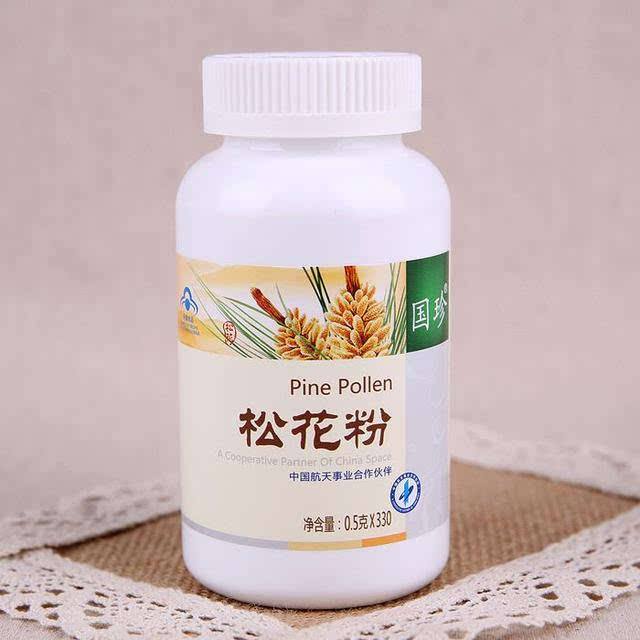 国珍®
Pine Pollen
松花粉
A Cooperative Partner Of China Space
中国航天事业合作伙伴
净含量：0.5克X330